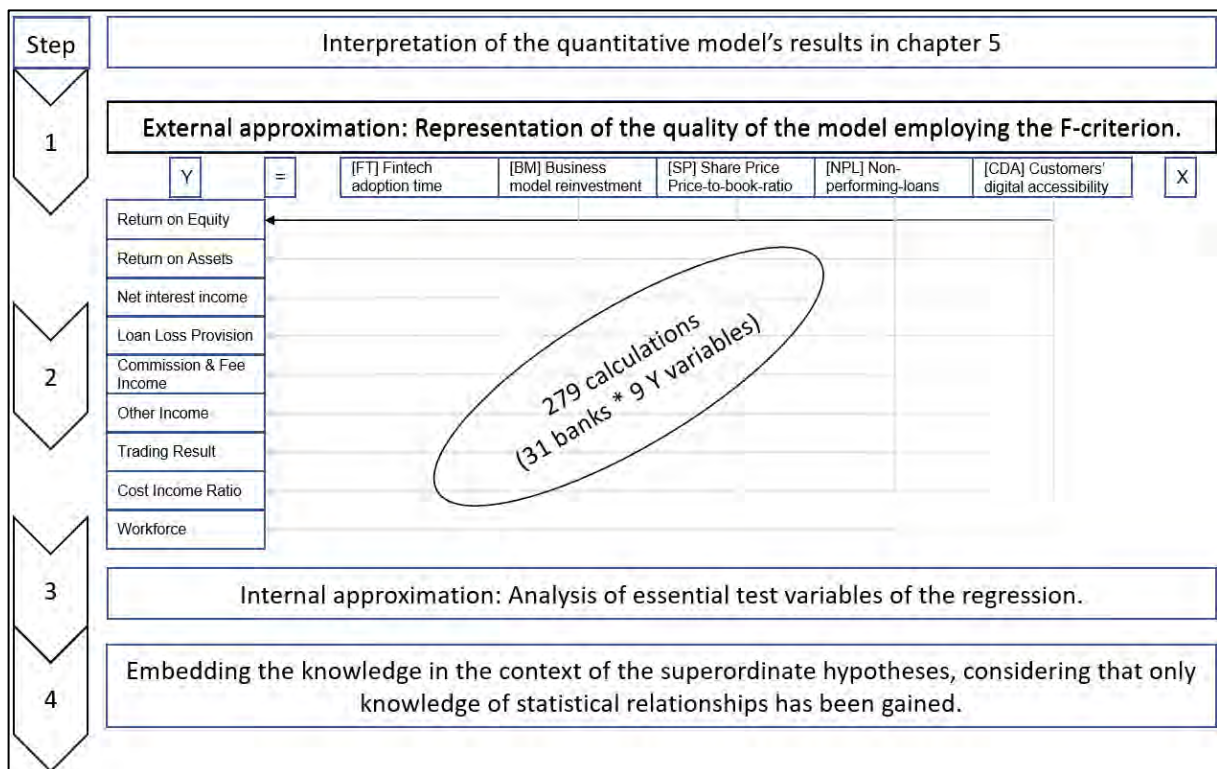 Step
Interpretation of the quantitative model's results in chapter 5
1
External approximation: Representation of the quality of the model employing the F-criterion.
Y
=
[FT] Fintech
adoption time
[BM] Business
model reinvestment
[SP] Share Price
Price-to-book-ratio
[NPL] Non-
performing-loans
[CDA] Customers'
digital accessibility
X
Return on Equity
Return on Assets
Net interest income
Loan Loss Provision
2
Commission & Fee
Income
Other Income
Trading Result
Cost Income Ratio
Workforce
279 calculations
(31 banks * 9 Y variables)
3
Internal approximation: Analysis of essential test variables of the regression.
4
Embedding the knowledge in the context of the superordinate hypotheses, considering that only
knowledge of statistical relationships has been gained.